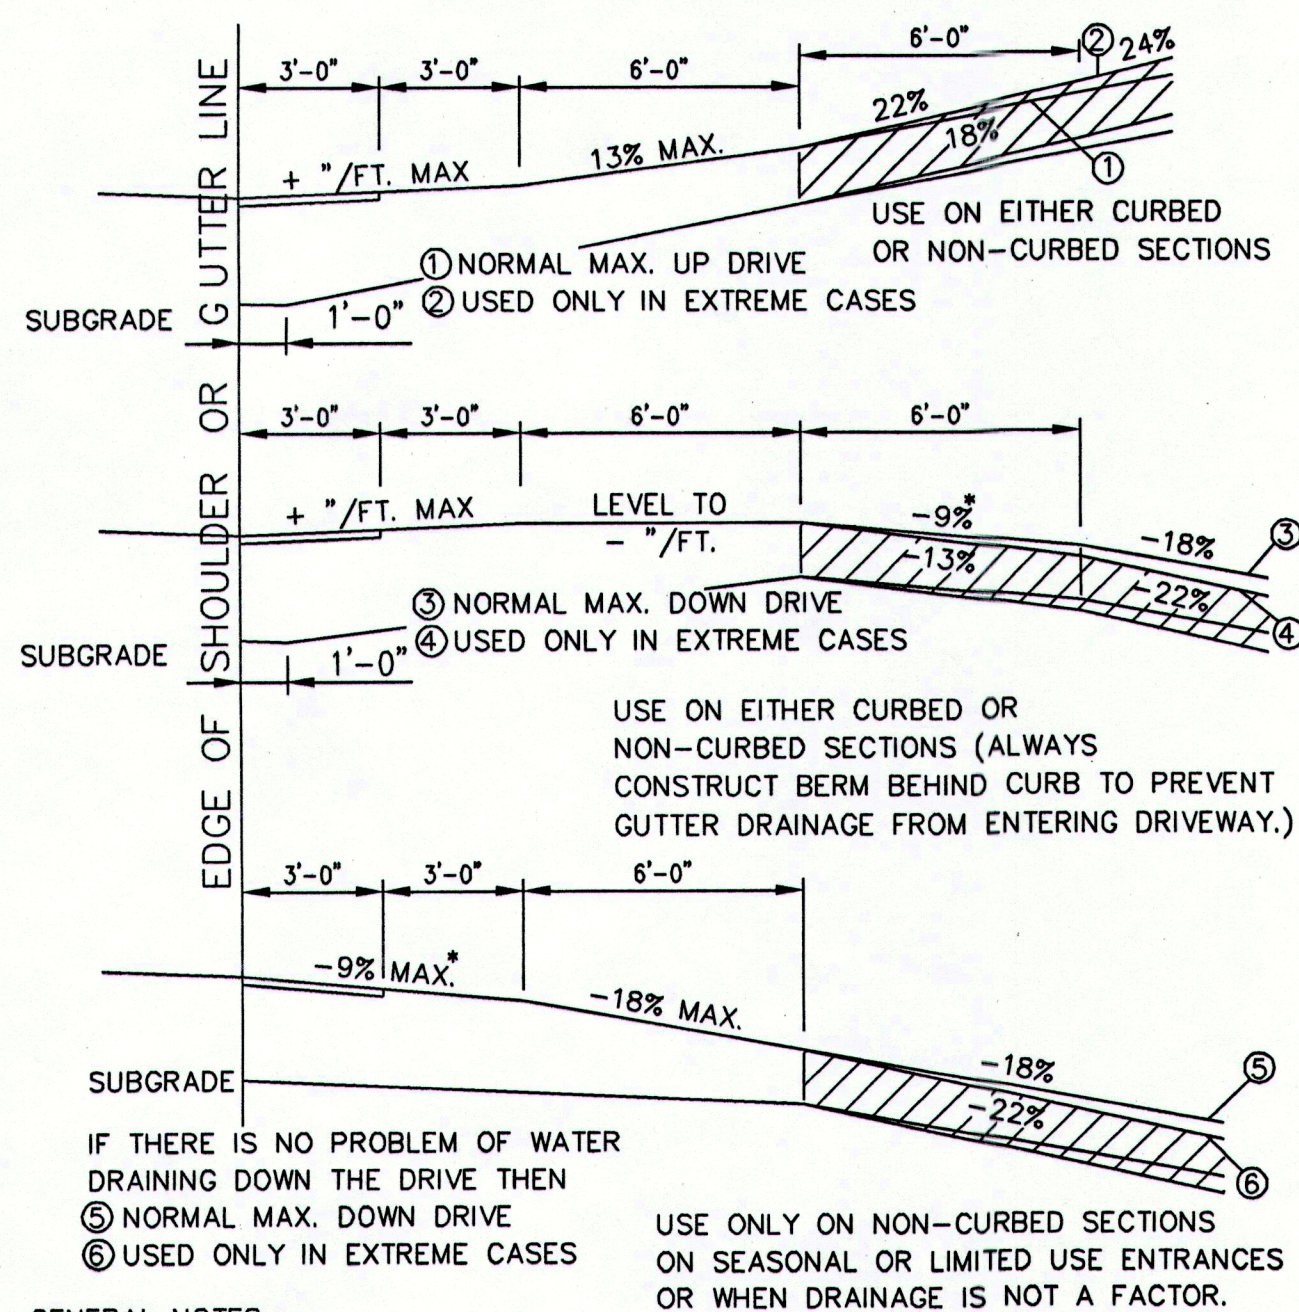 EDGE OF SHOULDER OR GUTTER LINE
3'-0" 3'-0" 6'-0" 6'-0" ② 24%
22%
18%
13% MAX.
①
+ "/FT. MAX
USE ON EITHER CURBED
OR NON-CURBED SECTIONS
① NORMAL MAX. UP DRIVE
② USED ONLY IN EXTREME CASES
SUBGRADE 1'-0"
3'-0" 3'-0" 6'-0" 6'-0"
+ "/FT. MAX
LEVEL TO
- "/FT.
-9%*
-13%
-18% ③
-22%
④
③ NORMAL MAX. DOWN DRIVE
④ USED ONLY IN EXTREME CASES
SUBGRADE 1'-0"
USE ON EITHER CURBED OR
NON-CURBED SECTIONS (ALWAYS
CONSTRUCT BERM BEHIND CURB TO PREVENT
GUTTER DRAINAGE FROM ENTERING DRIVEWAY.)
3'-0" 3'-0" 6'-0"
-9% MAX.*
-18% MAX.
-18% ⑤
-22%
⑥
SUBGRADE
IF THERE IS NO PROBLEM OF WATER
DRAINING DOWN THE DRIVE THEN
⑤ NORMAL MAX. DOWN DRIVE
⑥ USED ONLY IN EXTREME CASES
USE ONLY ON NON-CURBED SECTIONS
ON SEASONAL OR LIMITED USE ENTRANCES
OR WHEN DRAINAGE IS NOT A FACTOR.
GENERAL NOTES